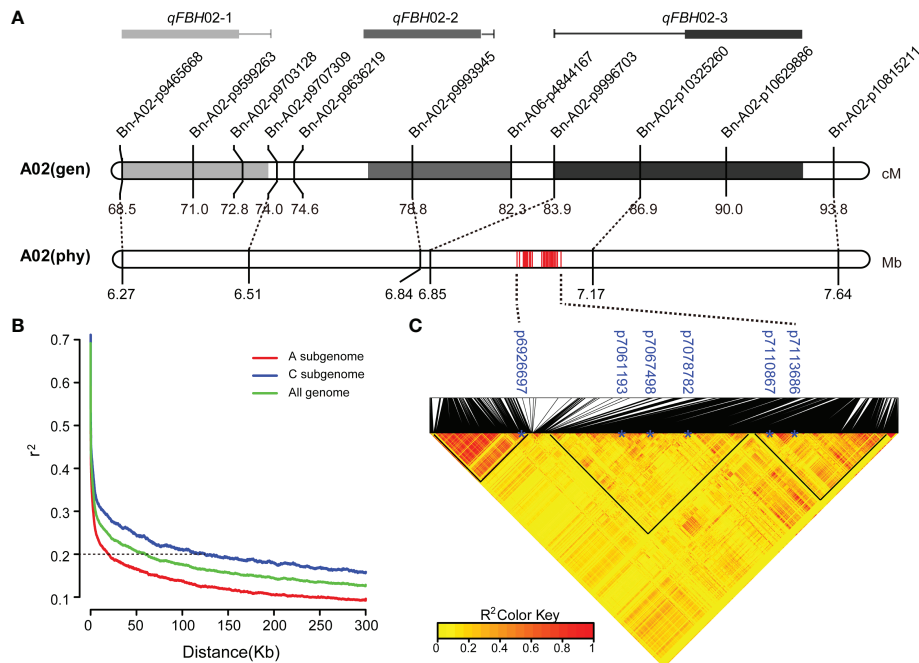 A
qFBH02-1 qFBH02-2 qFBH02-3
Bn-A02-p9465668
Bn-A02-p9599263
Bn-A02-p9703128
Bn-A02-p9707309
Bn-A02-p9636219
Bn-A02-p9993945
Bn-A06-p4844167
Bn-A02-p9996703
Bn-A02-p10325260
Bn-A02-p10629886
Bn-A02-p10815211
A02(gen) cM
68.5 71.0 72.8 74.0 74.6 78.8 82.3 83.9 86.9 90.0 93.8
A02(phy) Mb
6.27 6.51 6.84 6.85 7.17 7.64
B
0.7
0.6
0.5
0.4
0.3
0.2
0.1
r2
A subgenome
C subgenome
All genome
0 50 100 150 200 250 300
Distance(Kb)
C
p6926697
p7061193
p7067498
p7078782
p7110867
p7113686
* * * * * *
R2Color Key
0 0.2 0.4 0.6 0.8 1